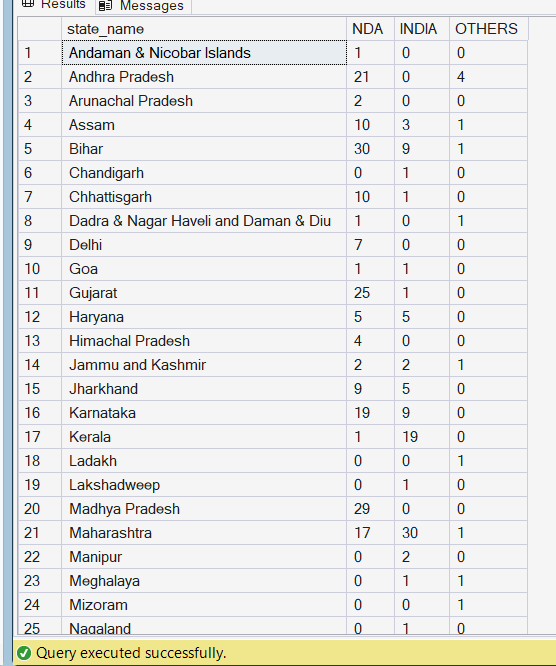 Results Messages
state_name NDA INDIA OTHERS
1 Andaman & Nicobar Islands 1 0 0
2 Andhra Pradesh 21 0 4
3 Arunachal Pradesh 2 0 0
4 Assam 10 3 1
5 Bihar 30 9 1
6 Chandigarh 0 1 0
7 Chhattisgarh 10 1 0
8 Dadra & Nagar Haveli and Daman & Diu 1 0 1
9 Delhi 7 0 0
10 Goa 1 1 0
11 Gujarat 25 1 0
12 Haryana 5 5 0
13 Himachal Pradesh 4 0 0
14 Jammu and Kashmir 2 2 1
15 Jharkhand 9 5 0
16 Karnataka 19 9 0
17 Kerala 1 19 0
18 Ladakh 0 0 1
19 Lakshadweep 0 1 0
20 Madhya Pradesh 29 0 0
21 Maharashtra 17 30 1
22 Manipur 0 2 0
23 Meghalaya 0 1 1
24 Mizoram 0 0 1
25 Nagaland 0 1 0
Query executed successfully.